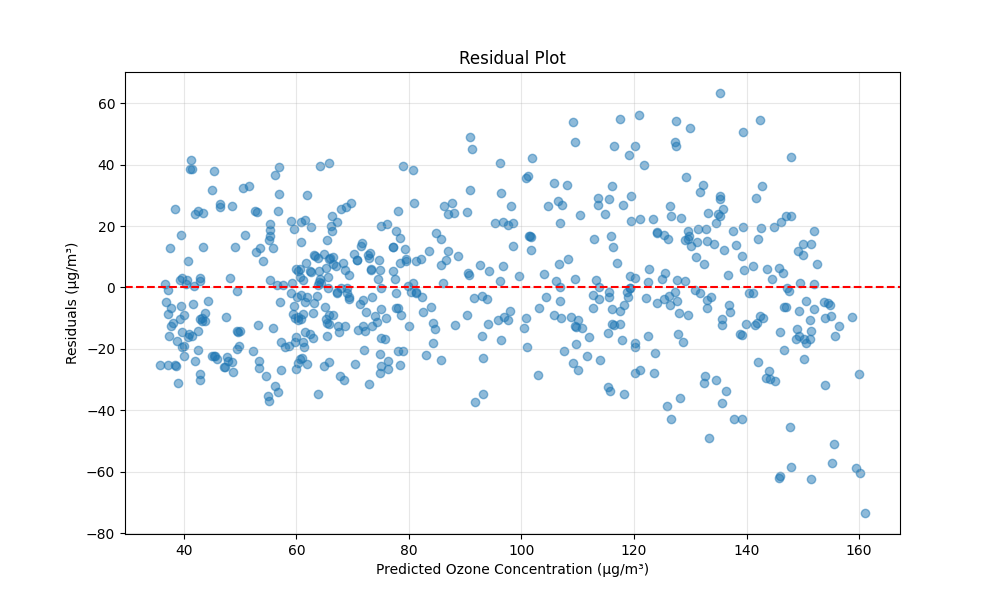 Residual Plot
Residuals (µg/m³)
60
40
20
0
−20
−40
−60
−80
40 60 80 100 120 140 160
Predicted Ozone Concentration (µg/m³)